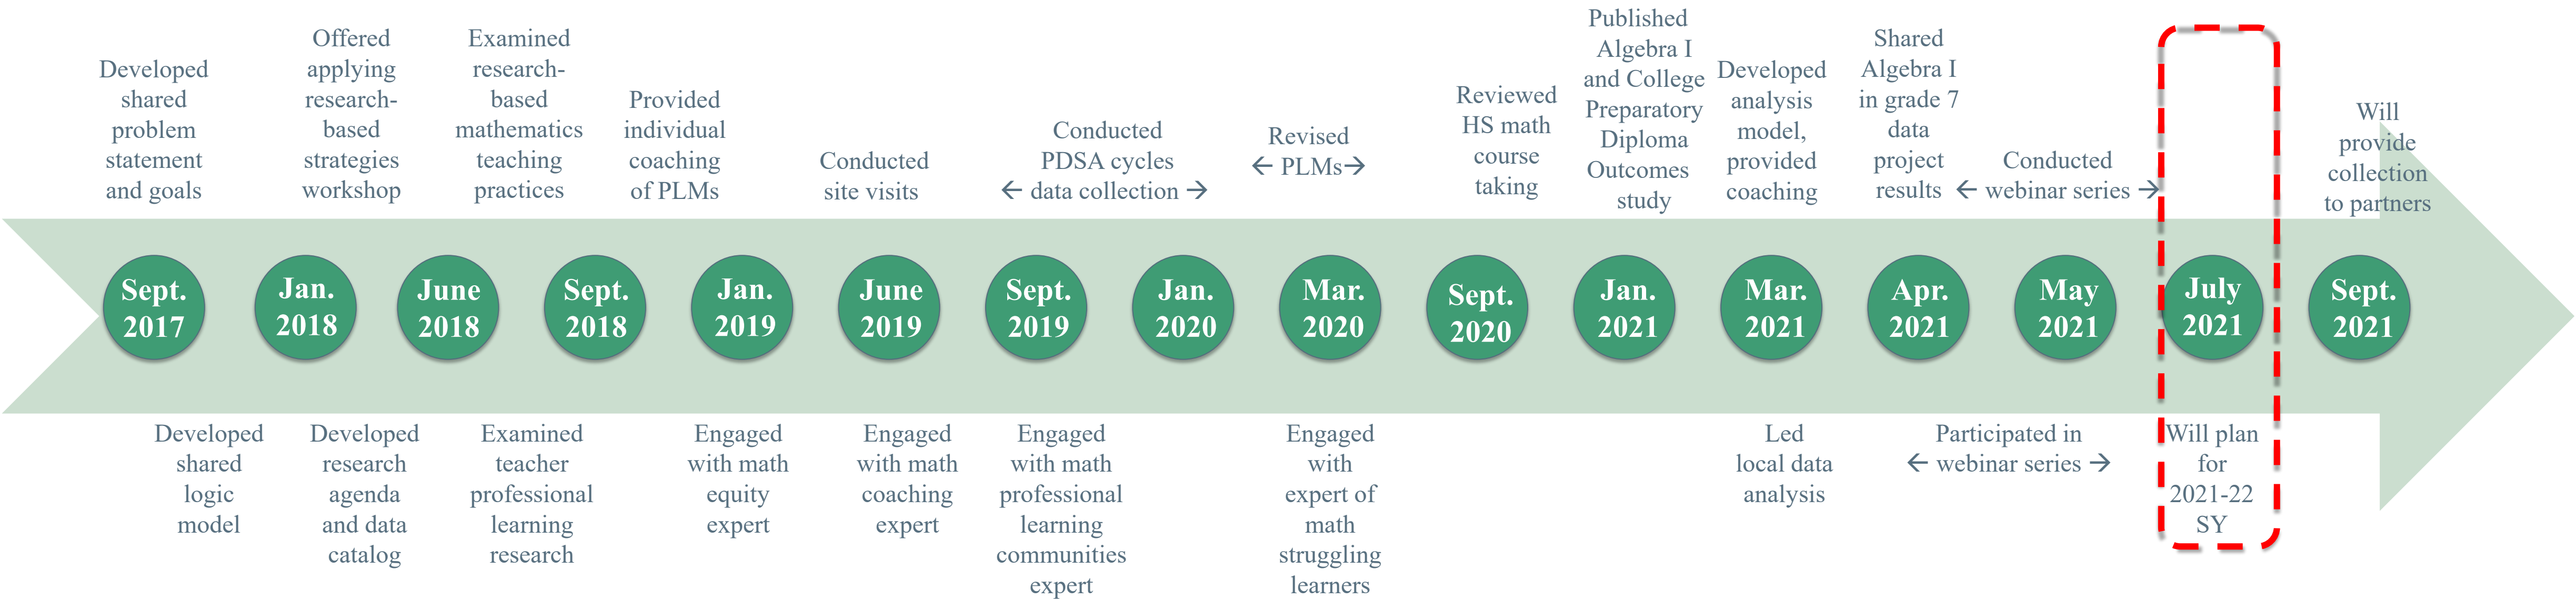 Developed
shared
problem
statement
and goals
Offered
applying
research-
based
strategies
workshop
Examined
research-
based
mathematics
teaching
practices
Provided
individual
coaching
of PLMs
Conducted
site visits
Conducted
PDSA cycles
← data collection →
Revised
← PLMs→
Reviewed
HS math
course
taking
Published
Algebra I
and College
Preparatory
Diploma
Outcomes
study
Developed
analysis
model,
provided
coaching
Shared
Algebra I
in grade 7
data
project
results
Conducted
← webinar series →
Will
provide
collection
to partners
Sept.
2017
Jan.
2018
June
2018
Sept.
2018
Jan.
2019
June
2019
Sept.
2019
Jan.
2020
Mar.
2020
Sept.
2020
Jan.
2021
Mar.
2021
Apr.
2021
May
2021
July
2021
Sept.
2021
Developed
shared
logic
model
Developed
research
agenda
and data
catalog
Examined
teacher
professional
learning
research
Engaged
with math
equity
expert
Engaged
with math
coaching
expert
Engaged
with math
professional
learning
communities
expert
Engaged
with
expert of
math
struggling
learners
Led
local data
analysis
Participated in
← webinar series →
Will plan
for
2021-22
SY